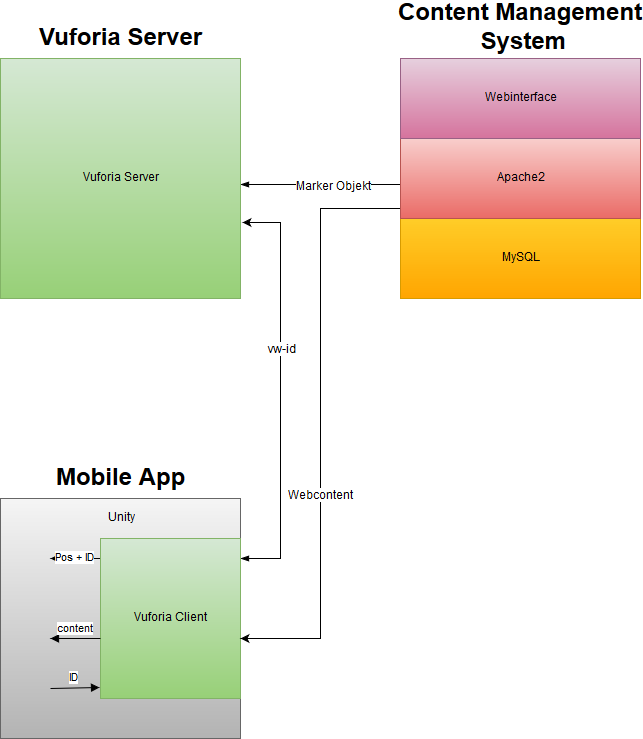 Content Management
System
Vuforia Server
Webinterface
Vuforia Server
Apache2
Marker Objekt
MySQL
vw-id
Mobile App
Webcontent
Unity
Pos + ID
Vuforia Client
content
ID